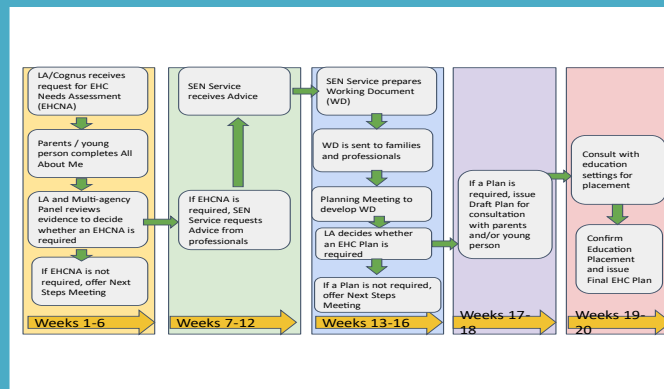 LA/Cognus receives
request for EHC
Needs Assessment
(EHCNA)
Parents / young
person completes All
About Me
LA and Multi-agency
Panel reviews
evidence to decide
whether an EHCNA is
required
If EHCNA is not
required, offer Next
Steps Meeting
Weeks 1-6
SEN Service
receives Advice
If EHCNA is
required, SEN
Service requests
Advice from
professionals
Weeks 7-12
SEN Service prepares
Working Document
(WD)
WD is sent to families
and professionals
Planning Meeting to
develop WD
LA decides whether
an EHC Plan is
required
If a Plan is not required,
offer Next Steps
Meeting
Weeks 13-16
If a Plan is
required, issue
Draft Plan for
consultation
with parents
and/or young
person
Weeks 17-
18
Consult with
education
settings for
placement
Confirm
Education
Placement
and issue
Final EHC Plan
Weeks 19-
20